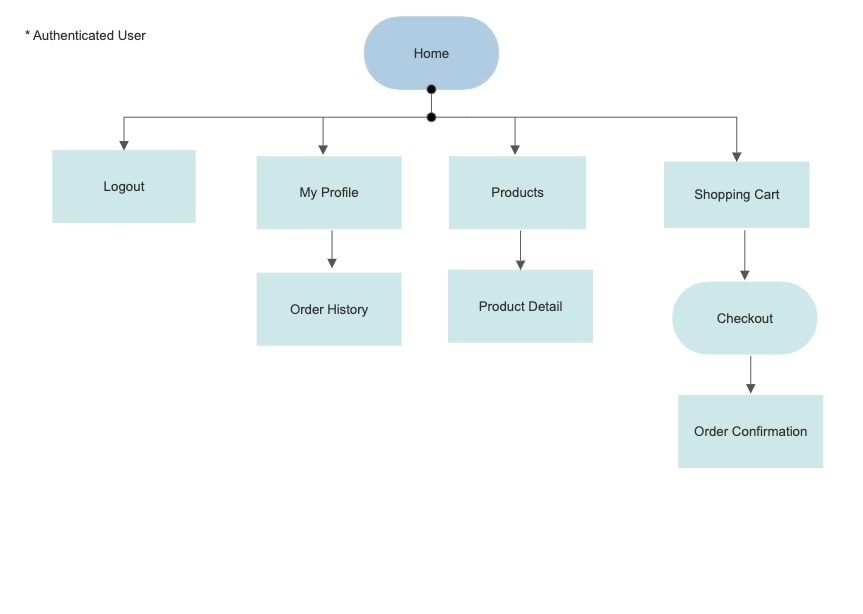 * Authenticated User
Home
Logout
My Profile
Products
Shopping Cart
Order History
Product Detail
Checkout
Order Confirmation